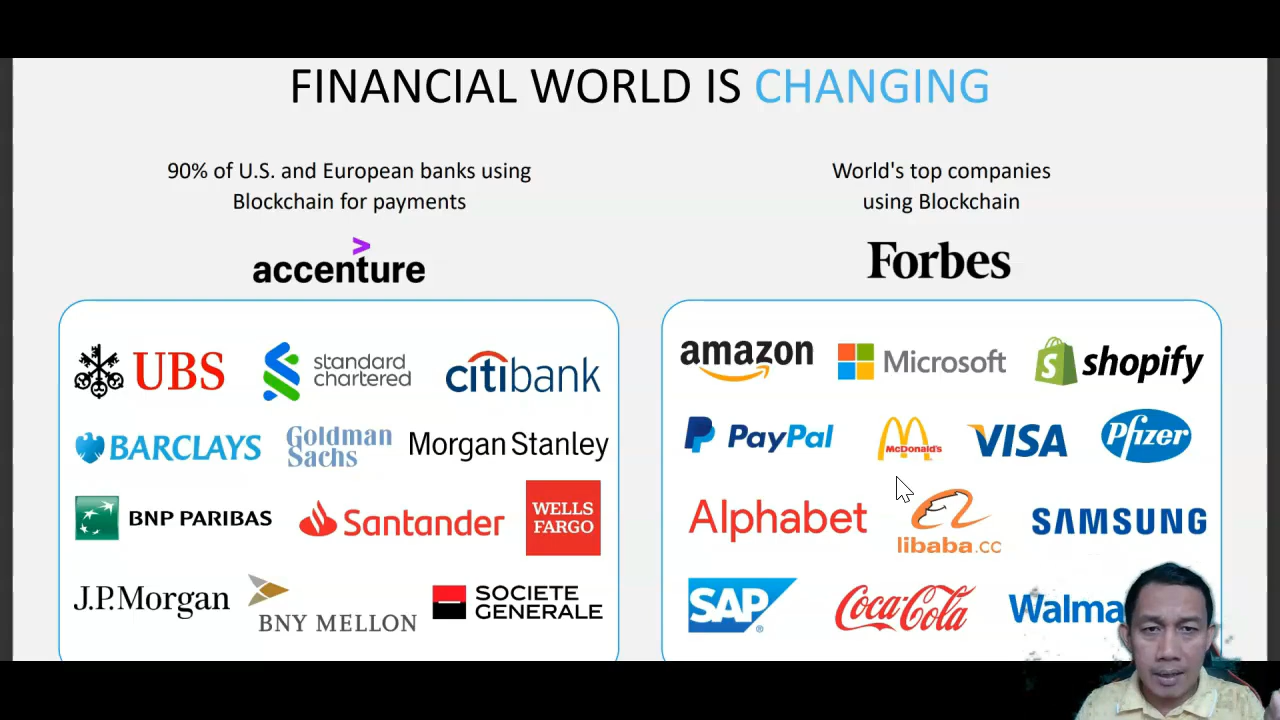 FINANCIAL WORLD IS CHANGING
90% of U.S. and European banks using
Blockchain for payments
accenture
UBS
standard
chartered
citibank
BARCLAYS
Goldman
Sachs
Morgan Stanley
BNP PARIBAS
Santander
WELLS
FARGO
J.P.Morgan
BNY MELLON
SOCIETE
GENERALE
World's top companies
using Blockchain
Forbes
amazon
Microsoft
shopify
PayPal
McDonald's
VISA
Pfizer
Alphabet
libaba.cc
SAMSUNG
SAP
Coca-Cola
Walma